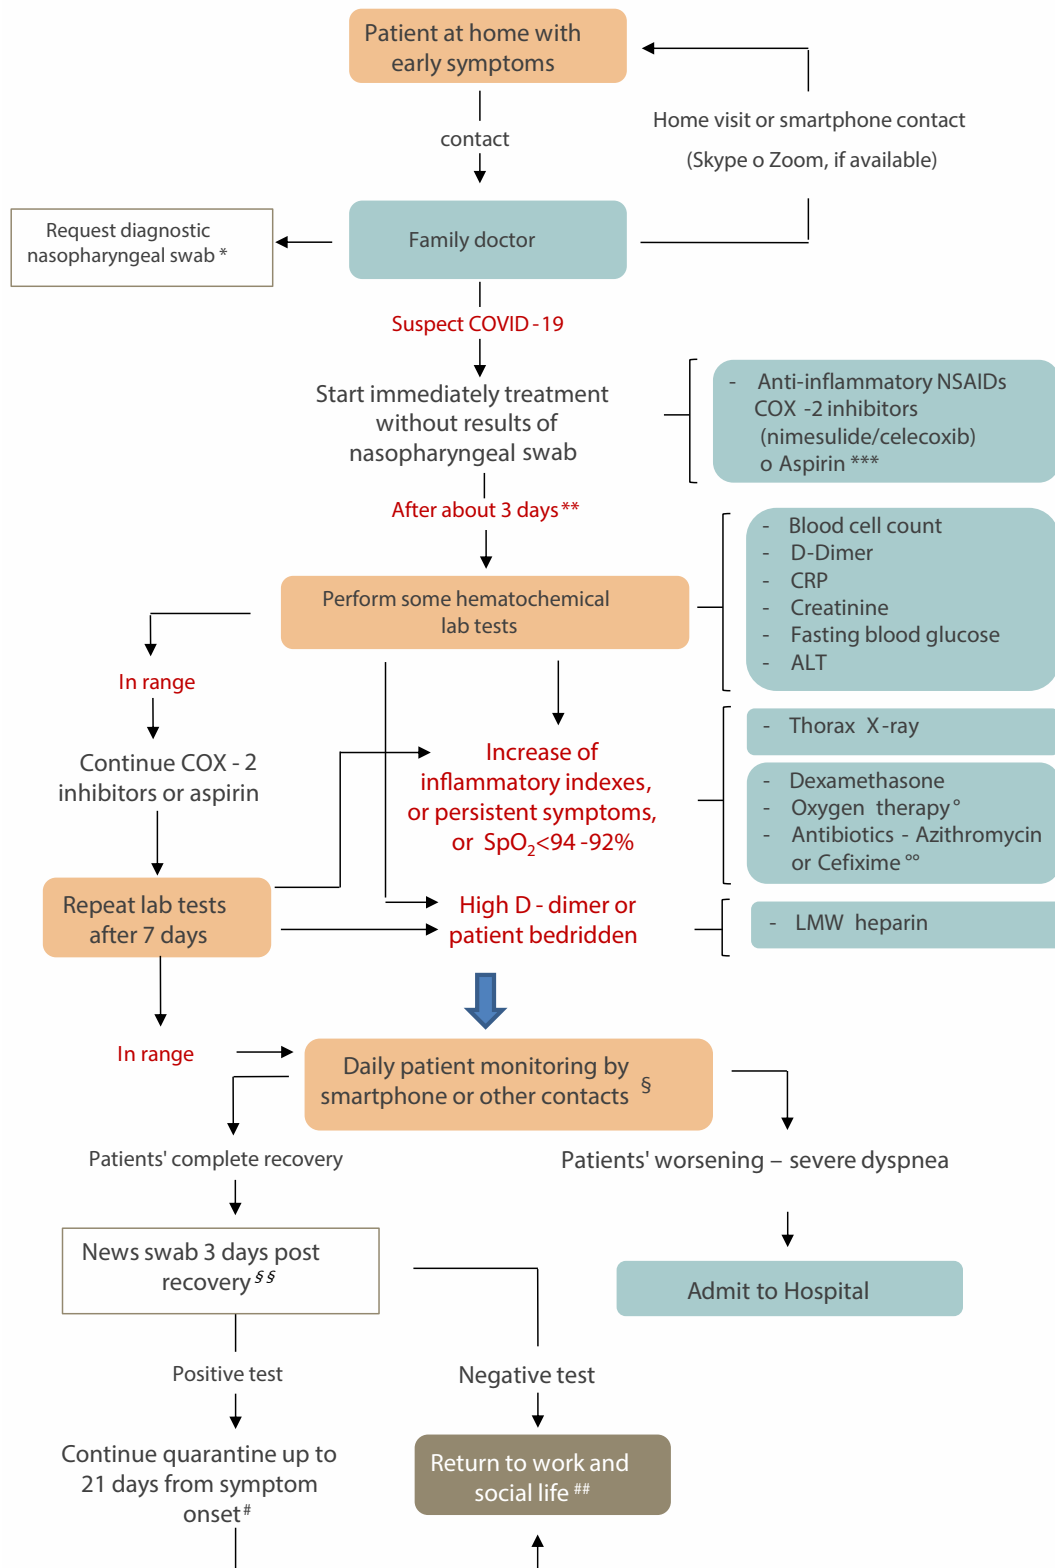 Patient at home with
early symptoms
Home visit or smartphone contact
(Skype o Zoom, if available)
contact
Request diagnostic
nasopharyngeal swab *
Family doctor
Suspect COVID-19
Start immediately treatment
without results of
nasopharyngeal swab
- Anti-inflammatory NSAIDs
COX -2 inhibitors
(nimesulide/celecoxib)
o Aspirin ***
After about 3 days **
Perform some hematochemical
lab tests
- Blood cell count
- D-Dimer
- CRP
- Creatinine
- Fasting blood glucose
- ALT
In range
Continue COX - 2
inhibitors or aspirin
Increase of
inflammatory indexes,
or persistent symptoms,
or SpO₂<94 -92%
- Thorax X-ray
- Dexamethasone
- Oxygen therapy °
- Antibiotics - Azithromycin
or Cefixime °°
Repeat lab tests
after 7 days
High D - dimer or
patient bedridden
- LMW heparin
In range
Daily patient monitoring by
smartphone or other contacts §
Patients' complete recovery
Patients' worsening – severe dyspnea
News swab 3 days post
recovery §§
Admit to Hospital
Positive test
Negative test
Continue quarantine up to
21 days from symptom
onset #
Return to work and
social life ##